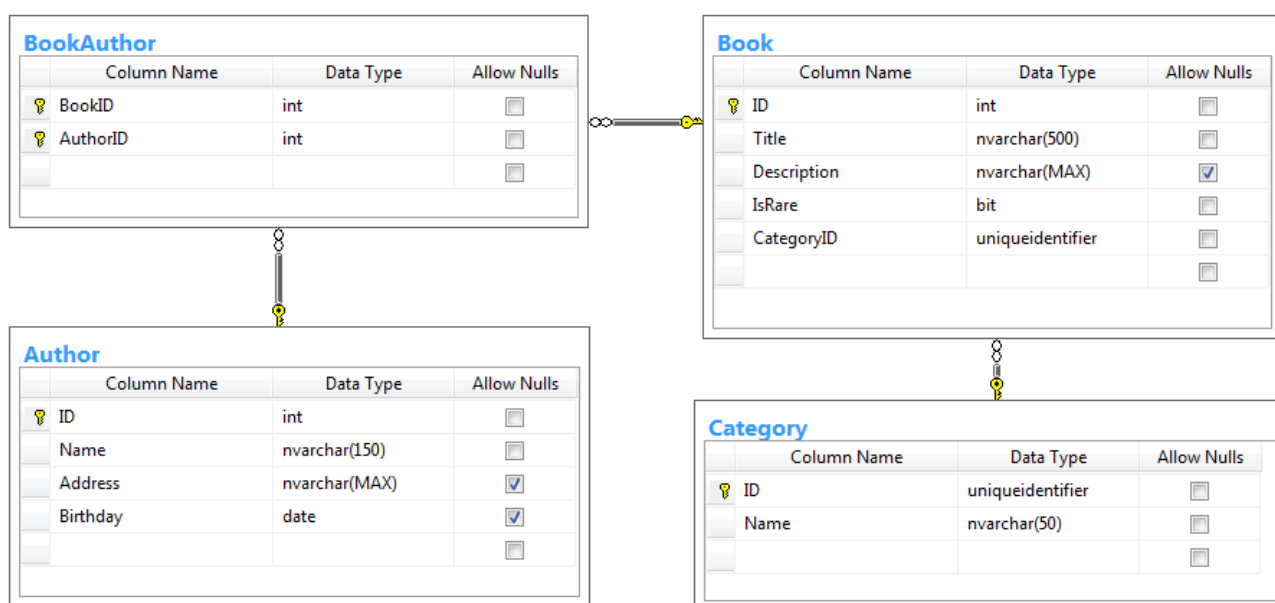 BookAuthor
Column Name Data Type Allow Nulls
BookID int
AuthorID int
Book
Column Name Data Type Allow Nulls
ID int
Title nvarchar(500)
Description nvarchar(MAX)
IsRare bit
CategoryID uniqueidentifier
Author
Column Name Data Type Allow Nulls
ID int
Name nvarchar(150)
Address nvarchar(MAX)
Birthday date
Category
Column Name Data Type Allow Nulls
ID uniqueidentifier
Name nvarchar(50)